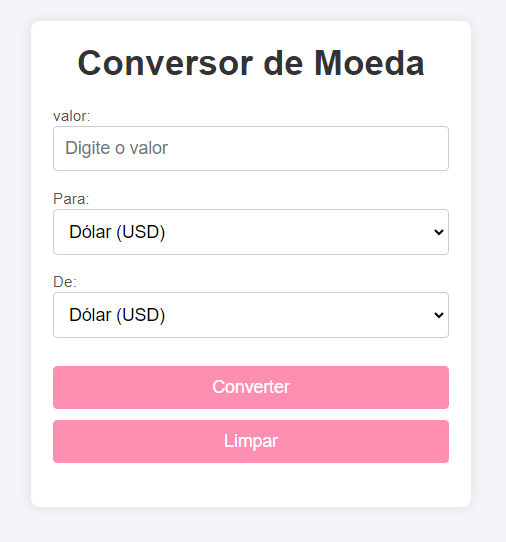 Conversor de Moeda
valor:
Digite o valor
Para:
Dólar (USD)
De:
Dólar (USD)
Converter
Limpar